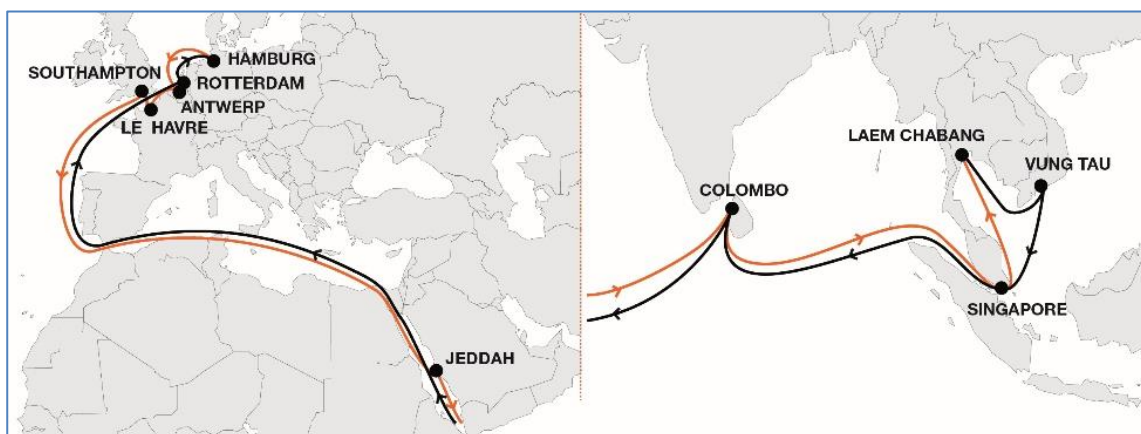 HAMBURG
SOUTHAMPTON
ROTTERDAM
ANTWERP
LE HAVRE
JEDDAH
LAEM CHABANG
VUNG TAU
COLOMBO
SINGAPORE